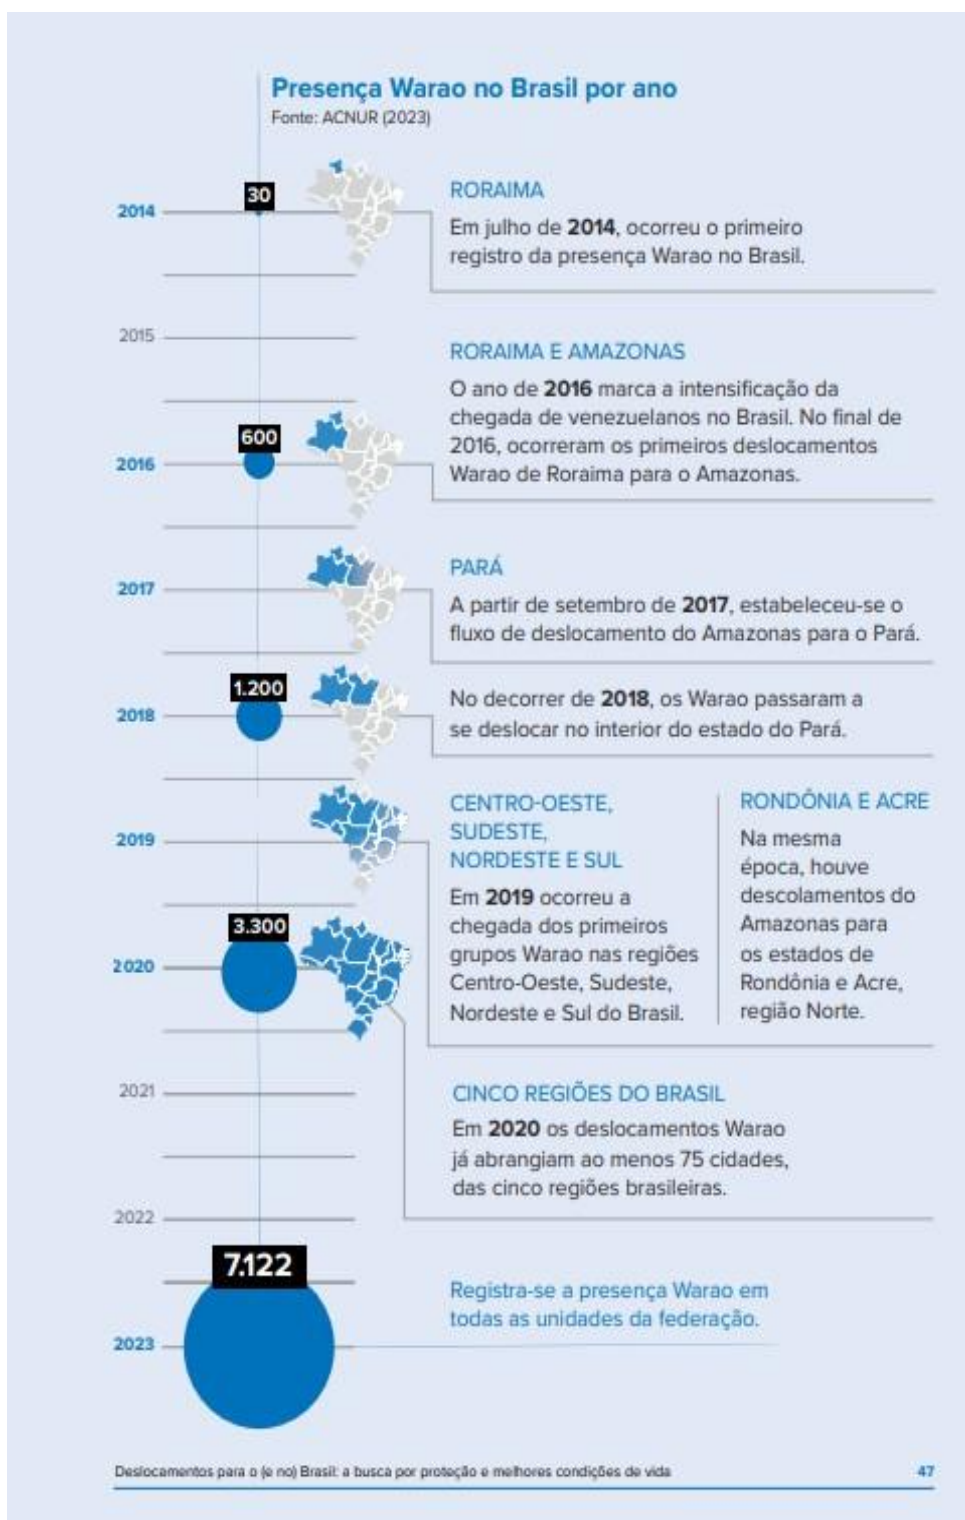 Presença Warao no Brasil por ano
Fonte: ACNUR (2023)
30
2014
RORAIMA
Em julho de 2014, ocorreu o primeiro
registro da presença Warao no Brasil.
2015
RORAIMA E AMAZONAS
O ano de 2016 marca a intensificação da
chegada de venezuelanos no Brasil. No final de
2016, ocorreram os primeiros deslocamentos
Warao de Roraima para o Amazonas.
600
2016
PARÁ
2017
A partir de setembro de 2017, estabeleceu-se o
fluxo de deslocamento do Amazonas para o Pará.
1.200
2018
No decorrer de 2018, os Warao passaram a
se deslocar no interior do estado do Pará.
2019
CENTRO-OESTE,
SUDESTE,
NORDESTE E SUL
Em 2019 ocorreu a
chegada dos primeiros
grupos Warao nas regiões
Centro-Oeste, Sudeste,
Nordeste e Sul do Brasil.
RONDÔNIA E ACRE
Na mesma
época, houve
descolamentos do
Amazonas para
os estados de
Rondônia e Acre,
região Norte.
3.300
2020
2021
CINCO REGIÕES DO BRASIL
Em 2020 os deslocamentos Warao
já abrangiam ao menos 75 cidades,
das cinco regiões brasileiras.
2022
7.122
2023
Registra-se a presença Warao em
todas as unidades da federação.
Deslocamentos para o (e no) Brasil: a busca por proteção e melhores condições de vida
47